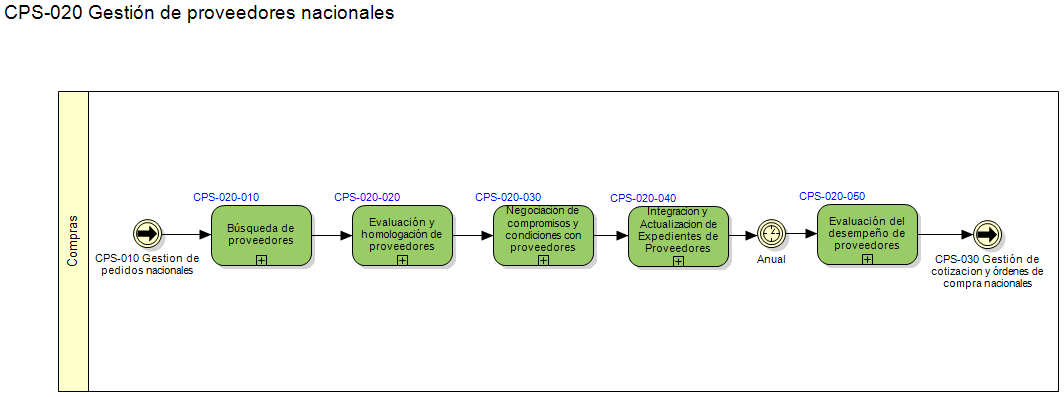 CPS-020 Gestión de proveedores nacionales
Compras
CPS-010 Gestion de
pedidos nacionales
CPS-020-010
Búsqueda de
proveedores
CPS-020-020
Evaluación y
homologación de
proveedores
CPS-020-030
Negociacion de
compromisos y
condiciones con
proveedores
CPS-020-040
Integracion y
Actualizacion de
Expedientes de
Proveedores
Anual
CPS-020-050
Evaluación del
desempeño de
proveedores
CPS-030 Gestión de
cotizacion y órdenes de
compra nacionales